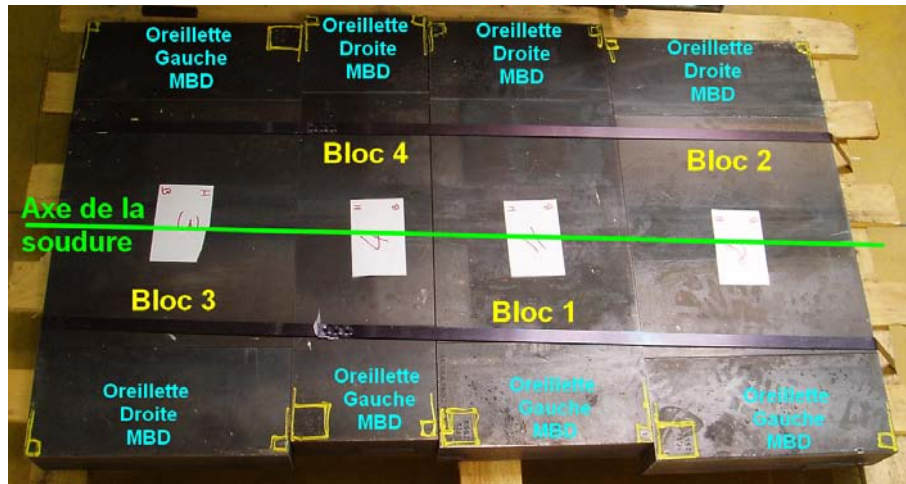 Oreillette
Gauche
MBD
Oreillette
Droite
MBD
Oreillette
Droite
MBD
Oreillette
Droite
MBD
Bloc 4
Bloc 2
Axe de la
soudure
Bloc 3
Bloc 1
Oreillette
Droite
MBD
Oreillette
Gauche
MBD
Oreillette
Gauche
MBD
Oreillette
Gauche
MBD